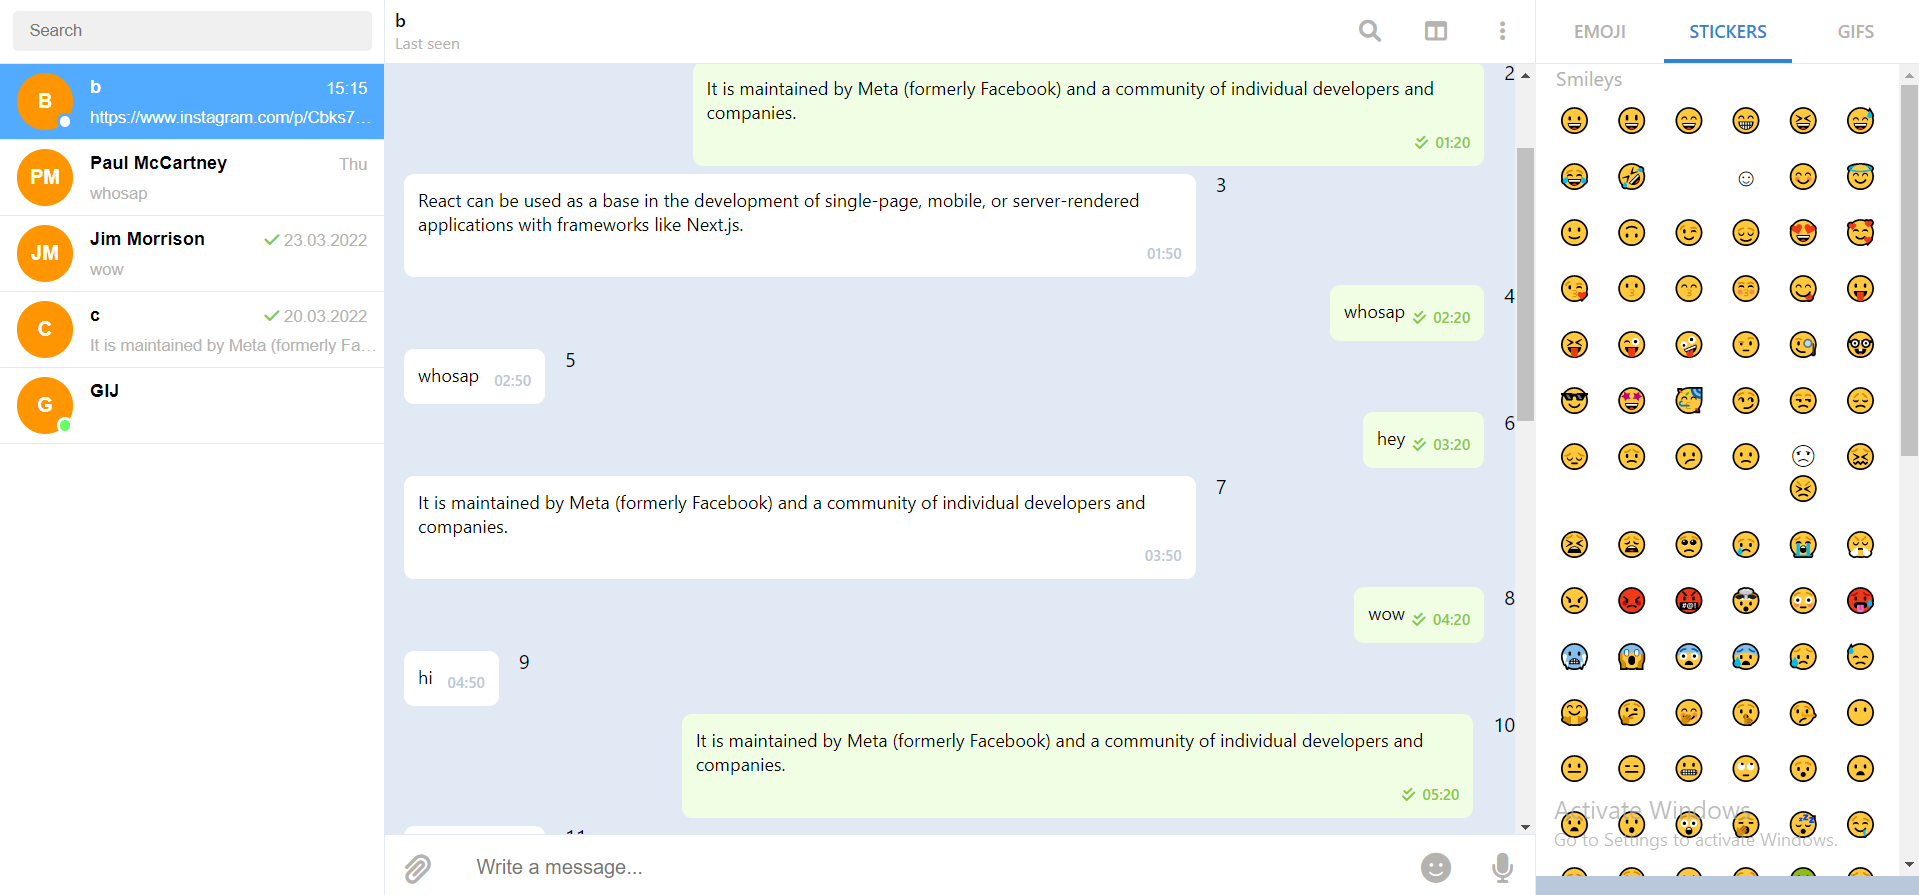 Search
B
b
15:15
https://www.instagram.com/p/Cbks7...
PM
Paul McCartney
Thu
whosap
JM
Jim Morrison
23.03.2022
wow
C
c
20.03.2022
It is maintained by Meta (formerly Fa...
G
GIJ
b
Last seen
2
It is maintained by Meta (formerly Facebook) and a community of individual developers and
companies.
01:20
3
React can be used as a base in the development of single-page, mobile, or server-rendered
applications with frameworks like Next.js.
01:50
4
whosap 02:20
5
whosap 02:50
6
hey 03:20
7
It is maintained by Meta (formerly Facebook) and a community of individual developers and
companies.
03:50
8
wow 04:20
9
hi 04:50
10
It is maintained by Meta (formerly Facebook) and a community of individual developers and
companies.
05:20
11
Write a message...
EMOJI
STICKERS
GIFS
Smileys
Activate Windows
Go to Settings to activate Windows.